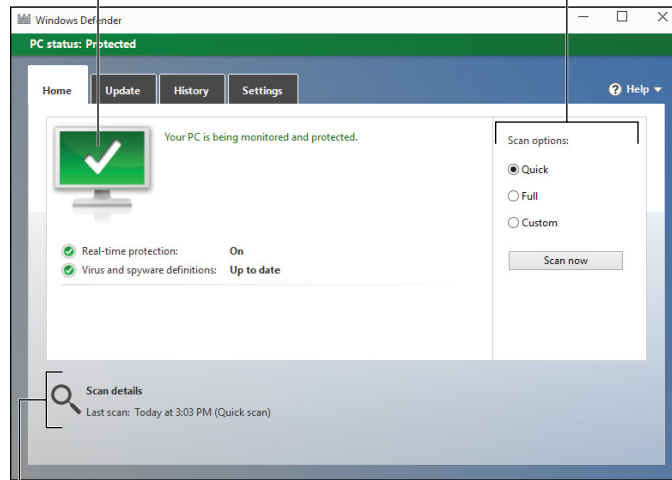 Windows Defender
PC status: Protected
Home
Update
History
Settings
Help
Your PC is being monitored and protected.
Scan options:
Quick
Full
Custom
Scan now
Real-time protection: On
Virus and spyware definitions: Up to date
Scan details
Last scan: Today at 3:03 PM (Quick scan)